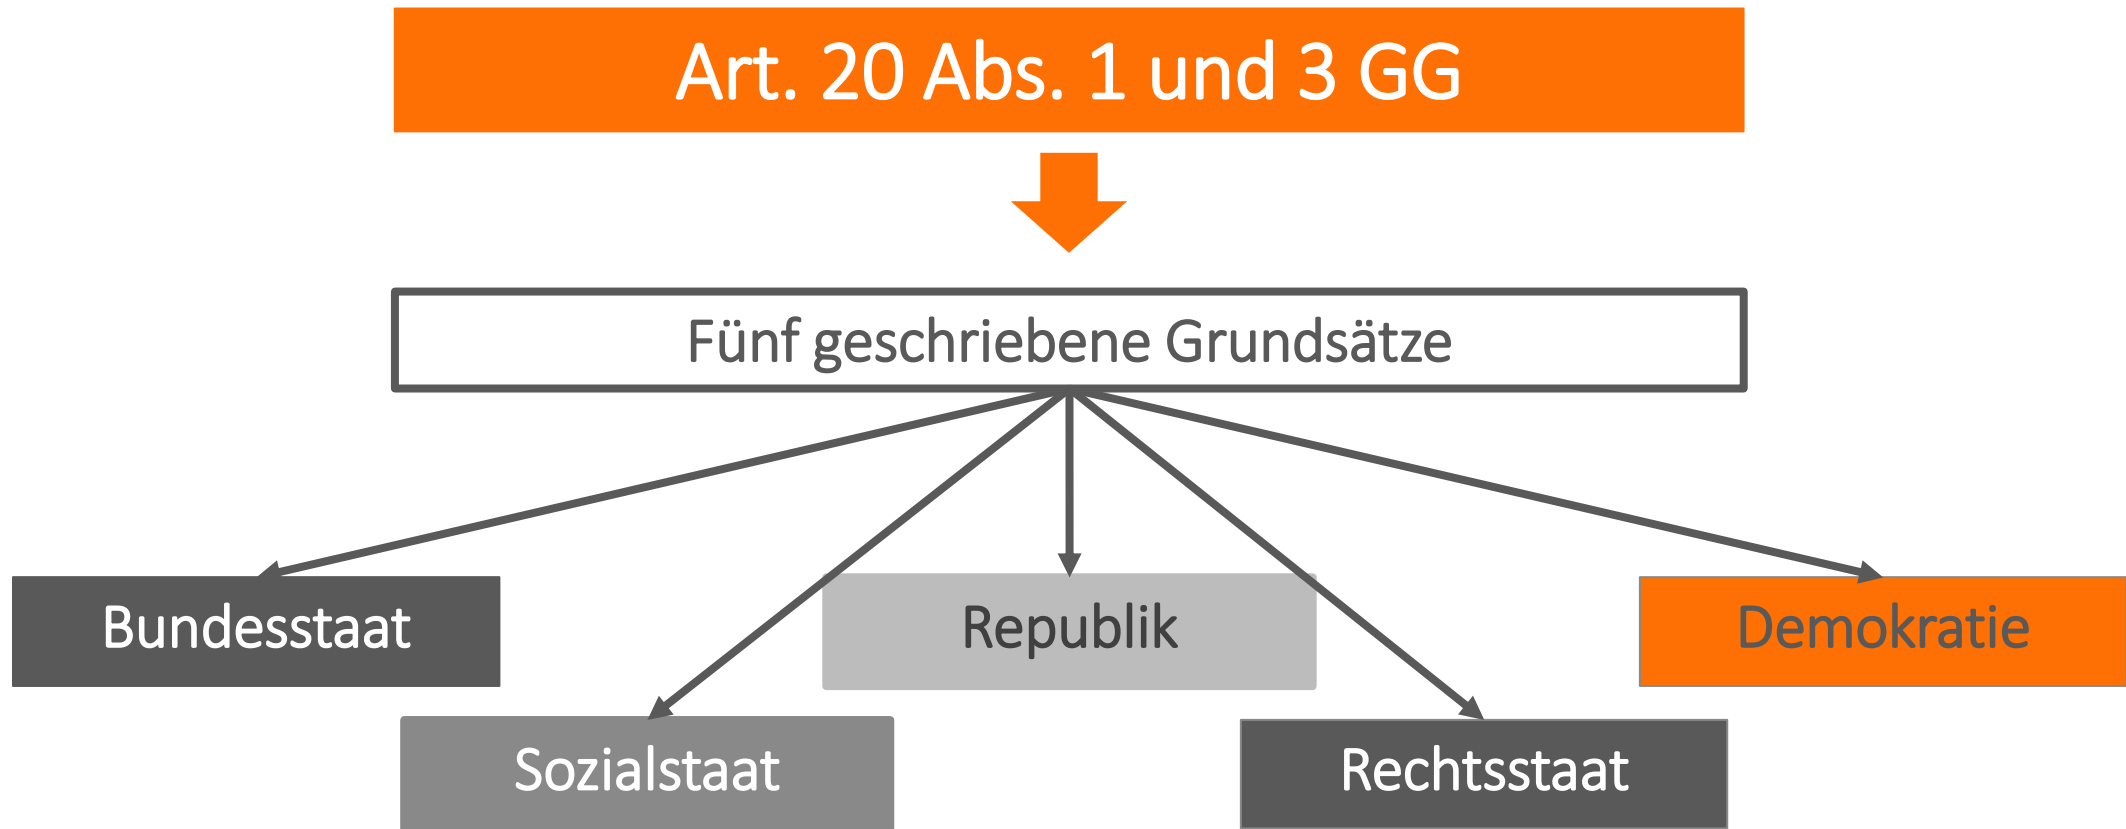 Art. 20 Abs. 1 und 3 GG
Fünf geschriebene Grundsätze
Bundesstaat
Republik
Demokratie
Sozialstaat
Rechtsstaat